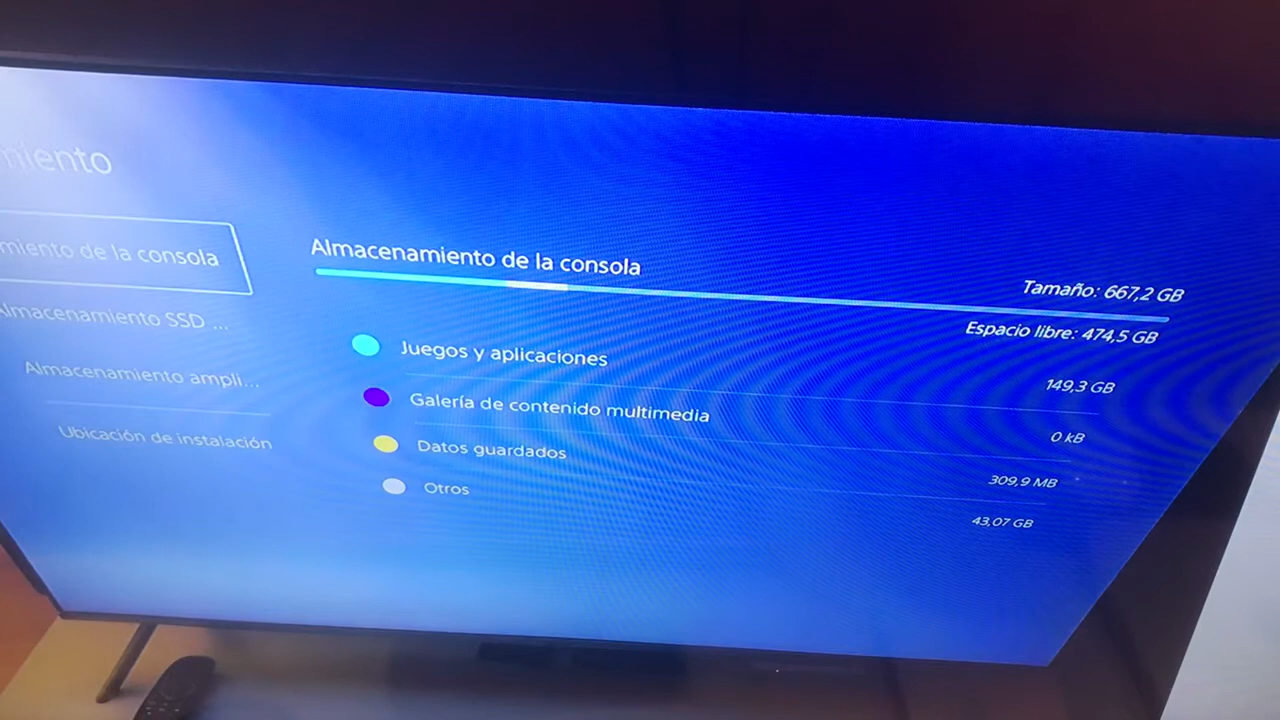 miento
miento de la consola
Almacenamiento SSD ...
Almacenamiento ampli...
Ubicación de instalación
Almacenamiento de la consola
Tamaño: 667,2 GB
Espacio libre: 474,5 GB
Juegos y aplicaciones 149,3 GB
Galería de contenido multimedia 0 kB
Datos guardados 309,9 MB
Otros 43,07 GB